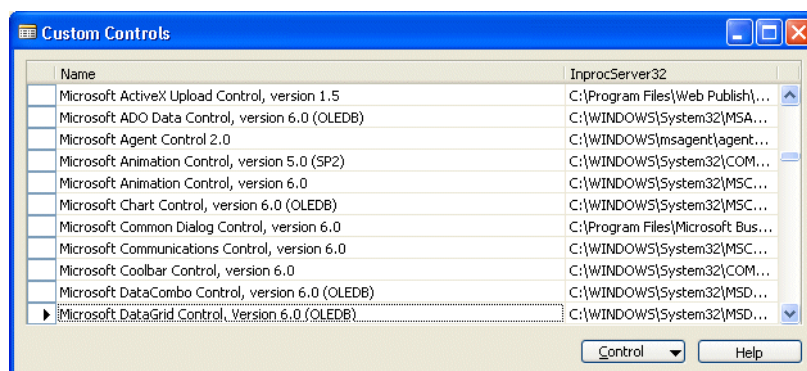 Custom Controls
Name InprocServer32
Microsoft ActiveX Upload Control, version 1.5 C:\Program Files\Web Publish\...
Microsoft ADO Data Control, version 6.0 (OLEDB) C:\WINDOWS\System32\MSA...
Microsoft Agent Control 2.0 C:\WINDOWS\msagent\agent...
Microsoft Animation Control, version 5.0 (SP2) C:\WINDOWS\System32\COM...
Microsoft Animation Control, version 6.0 C:\WINDOWS\System32\MSC...
Microsoft Chart Control, version 6.0 (OLEDB) C:\WINDOWS\System32\MSC...
Microsoft Common Dialog Control, version 6.0 C:\Program Files\Microsoft Bus...
Microsoft Communications Control, version 6.0 C:\WINDOWS\System32\MSC...
Microsoft Coolbar Control, version 6.0 C:\WINDOWS\System32\COM...
Microsoft DataCombo Control, version 6.0 (OLEDB) C:\WINDOWS\System32\MSD...
Microsoft DataGrid Control, Version 6.0 (OLEDB) C:\WINDOWS\System32\MSD...
Control Help